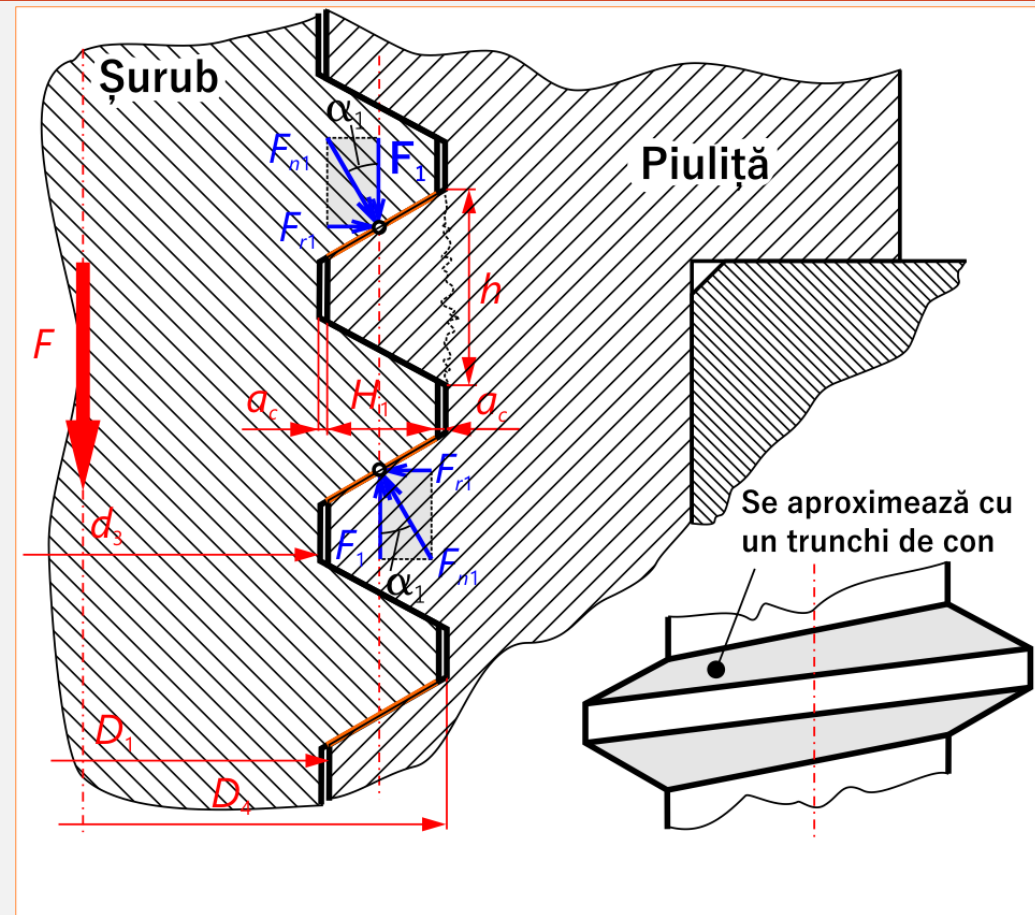 Șurub
α1
Fn1
F1
Piuliță
Fr1
h
F
ac
H1
ac
Fr1
Se aproximează cu
un trunchi de con
d3
F1
Fn1
α1
D1
D4